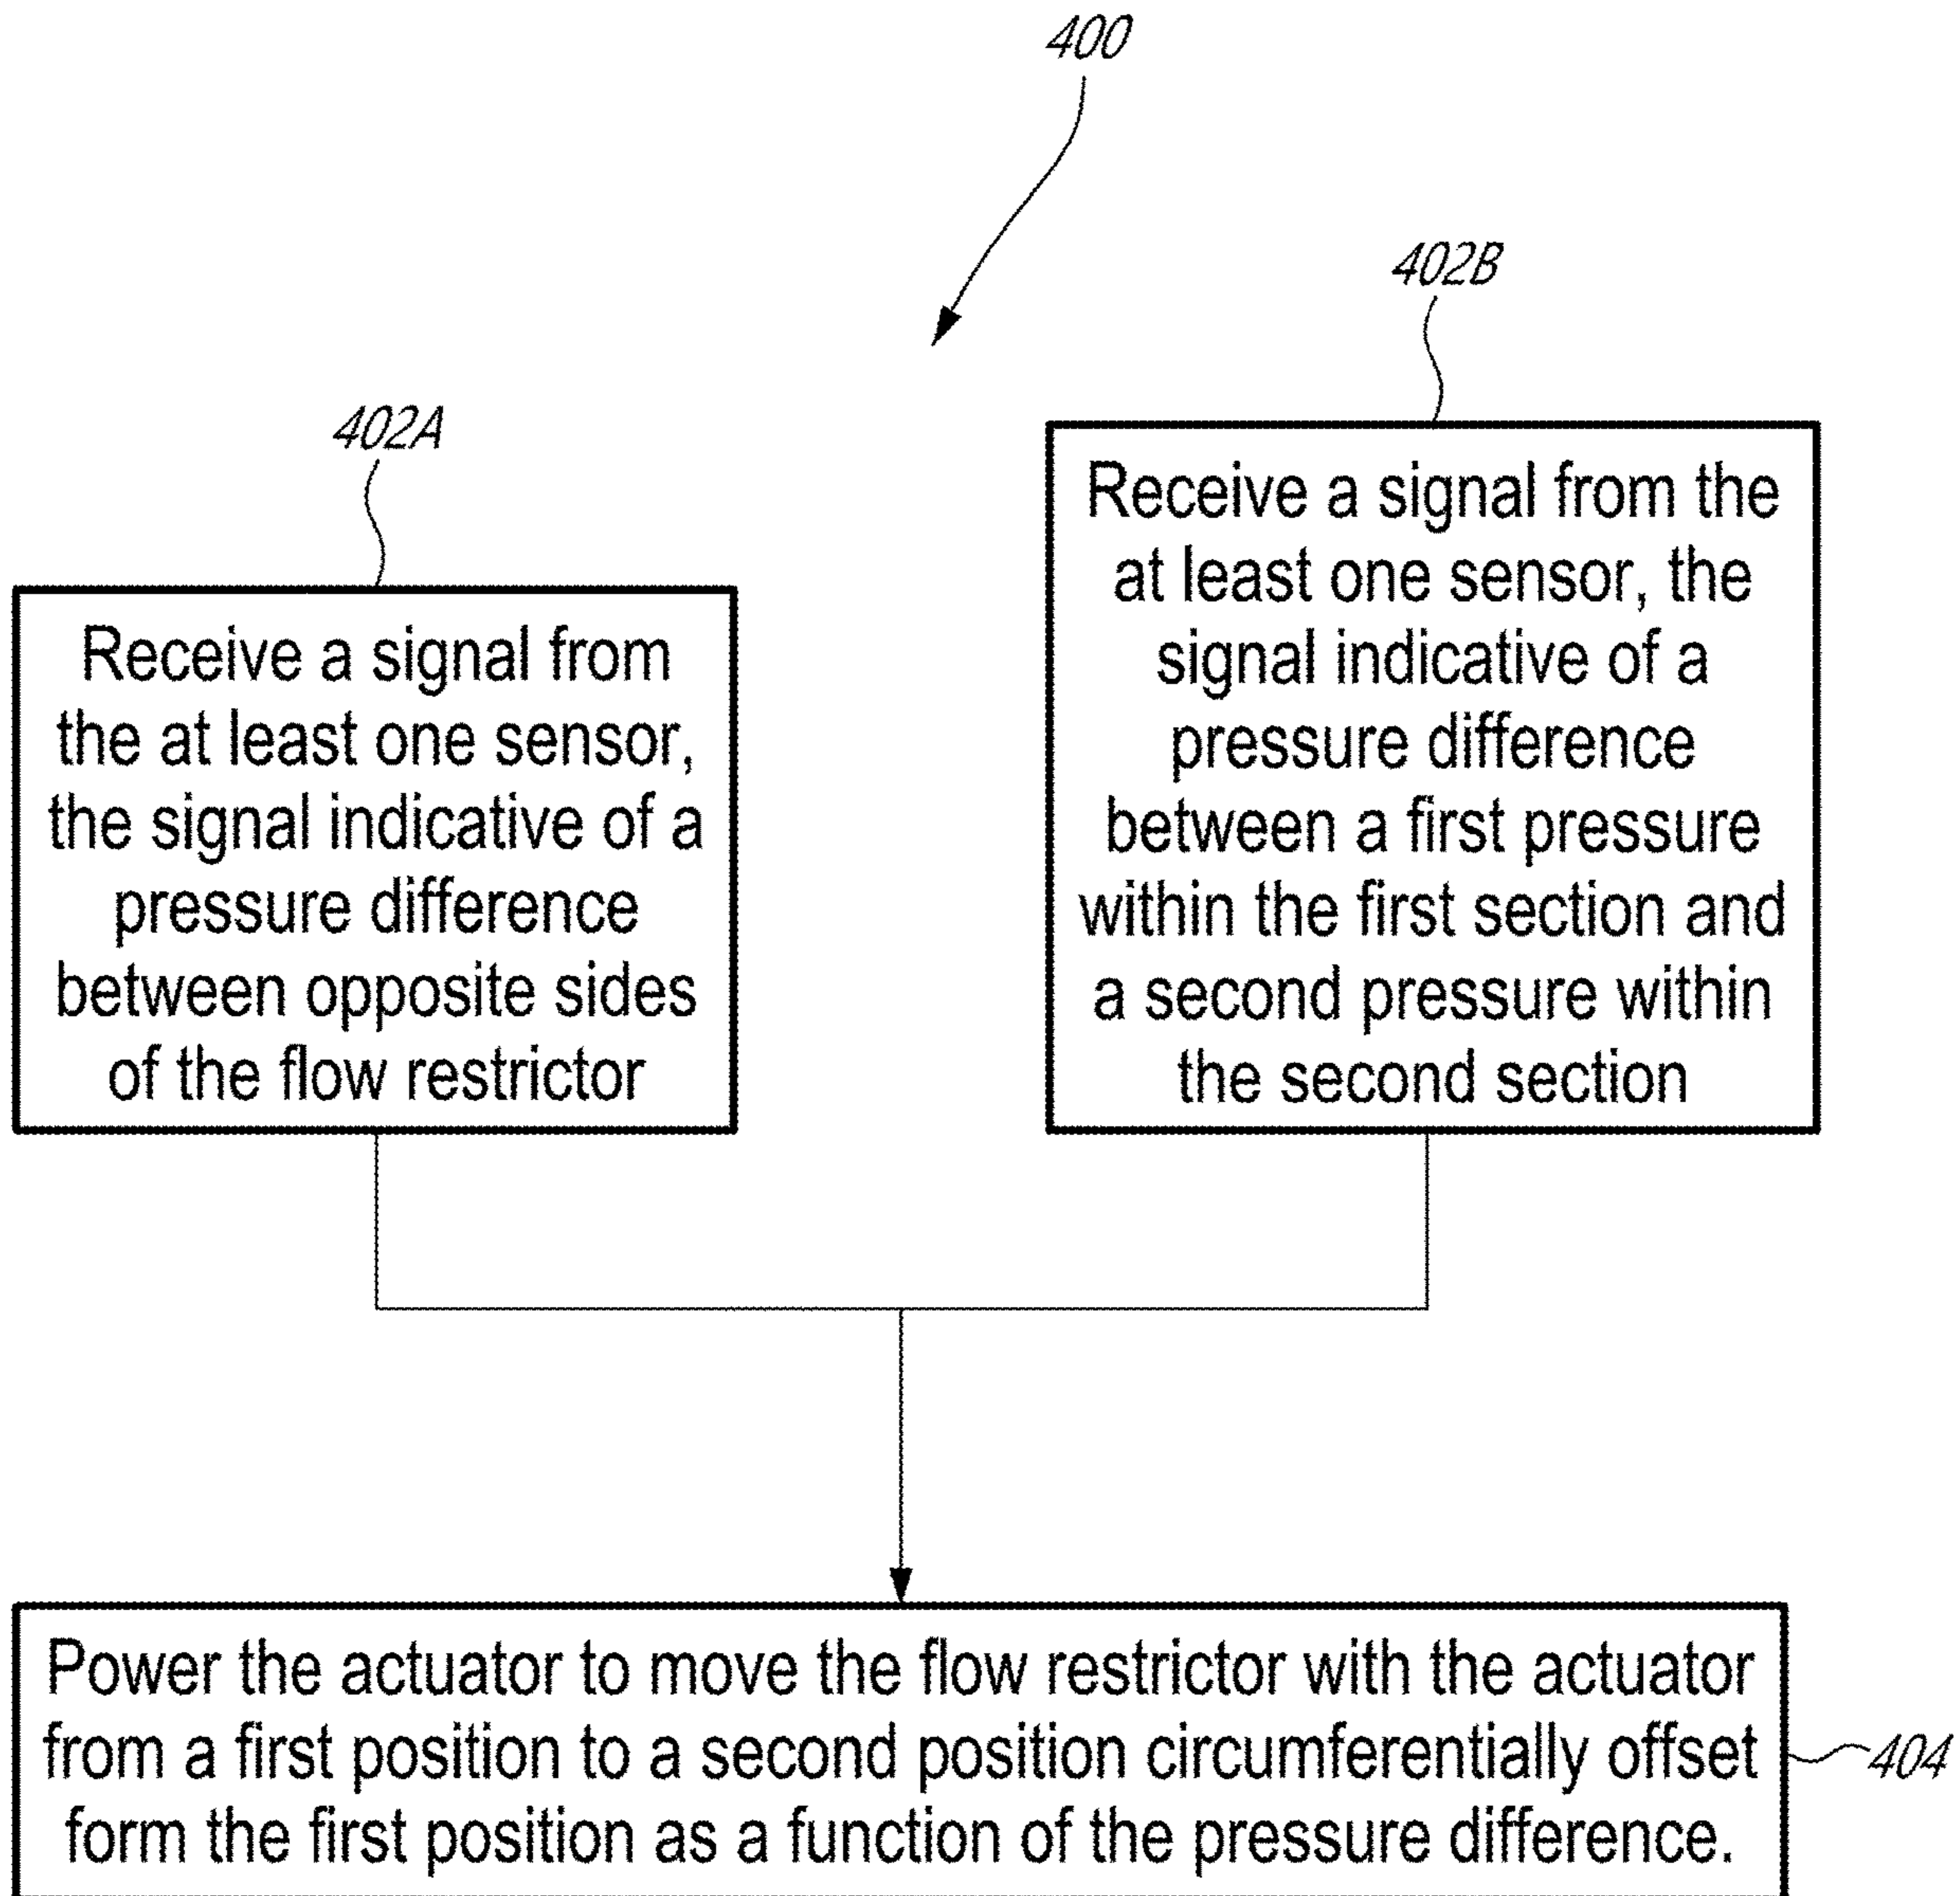 400
402B
402A
Receive a signal from
the at least one sensor,
the signal indicative of a
pressure difference
between opposite sides
of the flow restrictor
Receive a signal from the
at least one sensor, the
signal indicative of a
pressure difference
between a first pressure
within the first section and
a second pressure within
the second section
Power the actuator to move the flow restrictor with the actuator
from a first position to a second position circumferentially offset
form the first position as a function of the pressure difference.
404